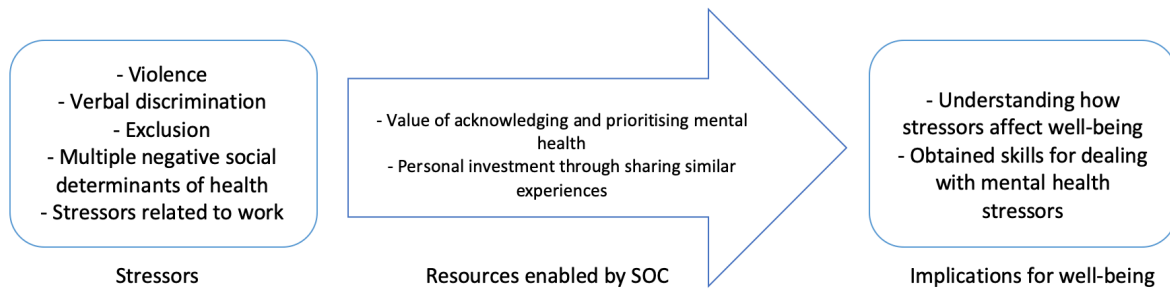 - Violence
- Verbal discrimination
- Exclusion
- Multiple negative social
determinants of health
- Stressors related to work
Stressors
- Value of acknowledging and prioritising mental
health
- Personal investment through sharing similar
experiences
Resources enabled by SOC
- Understanding how
stressors affect well-being
- Obtained skills for dealing
with mental health
stressors
Implications for well-being